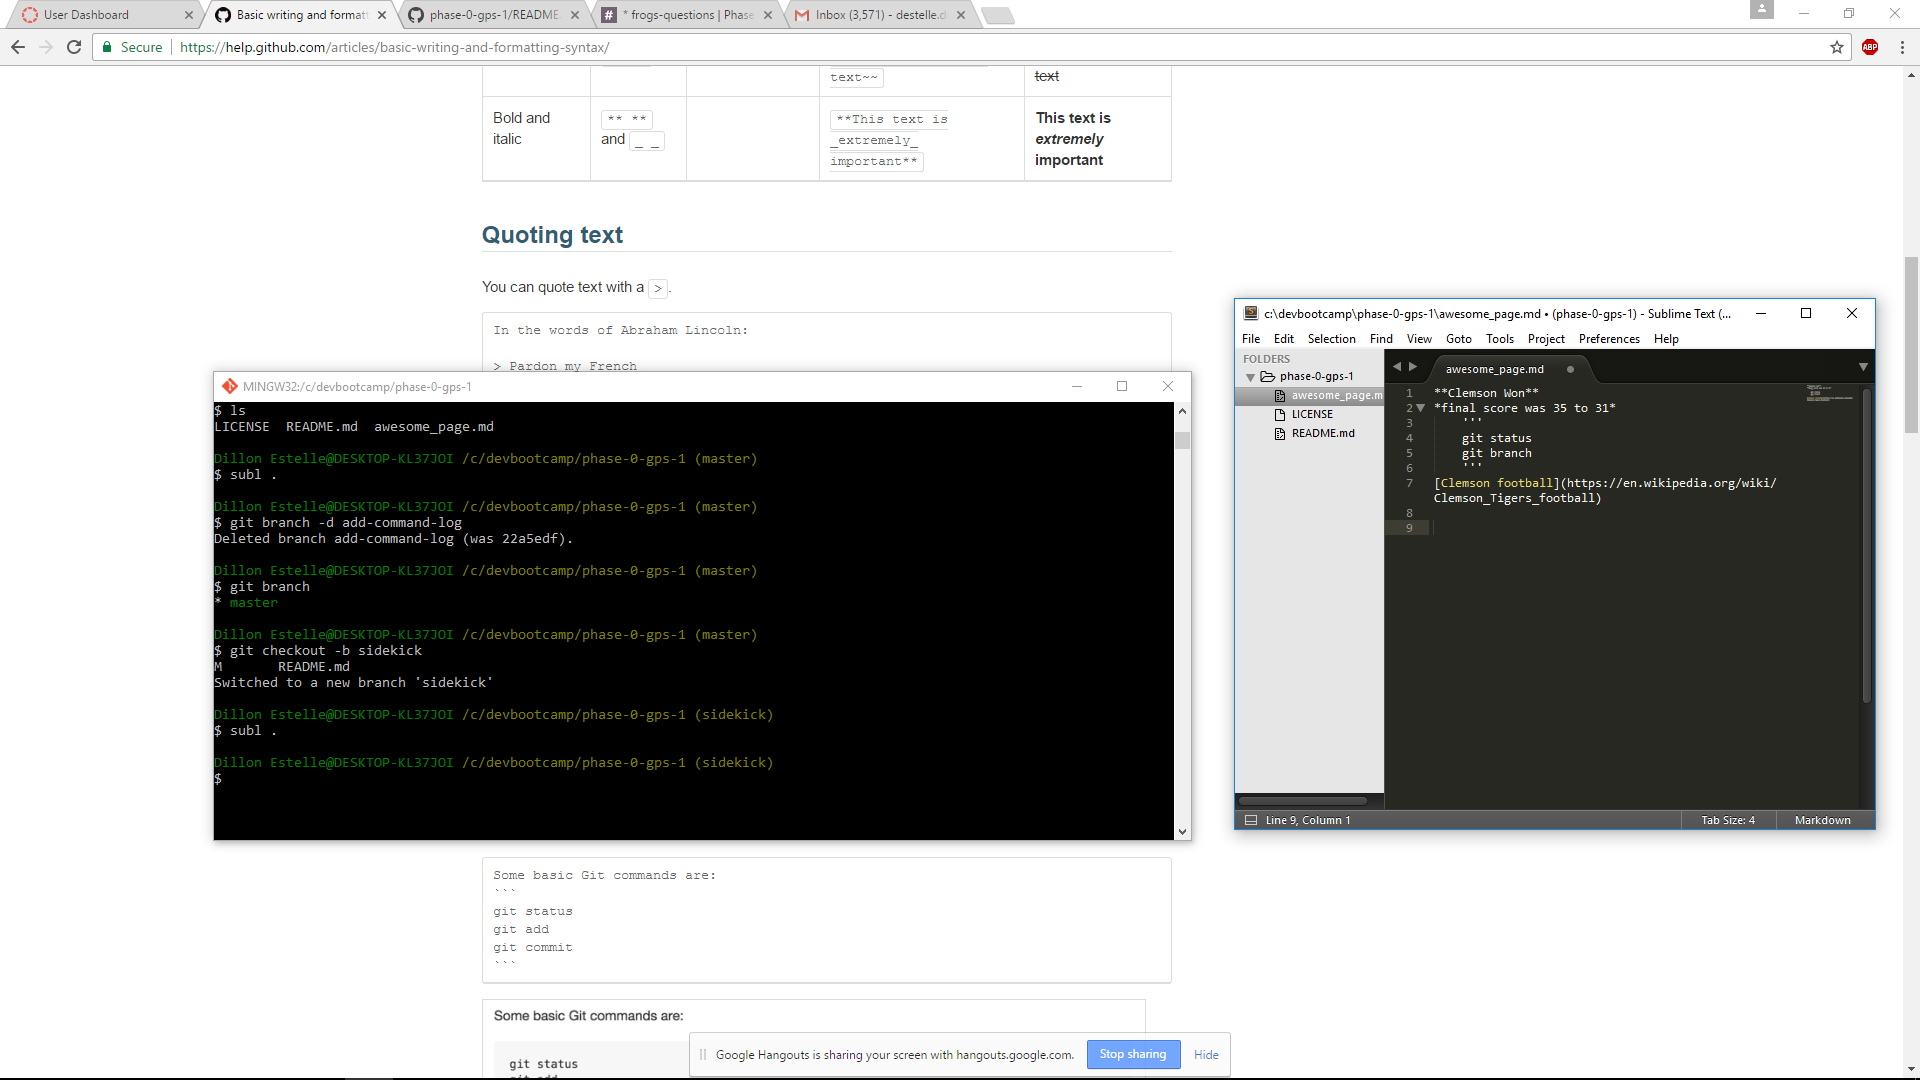 User Dashboard
Basic writing and formatt
phase-0-gps-1/README.
* frogs-questions | Phase
Inbox (3,571) - destelle.d
Secure
https://help.github.com/articles/basic-writing-and-formatting-syntax/
ABP
text~~
text
Bold and
italic
** **
and _ _
**This text is
_extremely_
important**
This text is
extremely
important
Quoting text
You can quote text with a > .
In the words of Abraham Lincoln:
> Pardon my French
MINGW32:/c/devbootcamp/phase-0-gps-1
$ ls
LICENSE  README.md  awesome_page.md
Dillon Estelle@DESKTOP-KL37JOI /c/devbootcamp/phase-0-gps-1 (master)
$ subl .
Dillon Estelle@DESKTOP-KL37JOI /c/devbootcamp/phase-0-gps-1 (master)
$ git branch -d add-command-log
Deleted branch add-command-log (was 22a5edf).
Dillon Estelle@DESKTOP-KL37JOI /c/devbootcamp/phase-0-gps-1 (master)
$ git branch
* master
Dillon Estelle@DESKTOP-KL37JOI /c/devbootcamp/phase-0-gps-1 (master)
$ git checkout -b sidekick
M       README.md
Switched to a new branch 'sidekick'
Dillon Estelle@DESKTOP-KL37JOI /c/devbootcamp/phase-0-gps-1 (sidekick)
$ subl .
Dillon Estelle@DESKTOP-KL37JOI /c/devbootcamp/phase-0-gps-1 (sidekick)
$
c:\devbootcamp\phase-0-gps-1\awesome_page.md • (phase-0-gps-1) - Sublime Text (...
File Edit Selection Find View Goto Tools Project Preferences Help
FOLDERS
phase-0-gps-1
awesome_page.m
LICENSE
README.md
awesome_page.md
1 **Clemson Won**
2 *final score was 35 to 31*
3 '''
4 git status
5 git branch
6 '''
7 [Clemson football](https://en.wikipedia.org/wiki/
Clemson_Tigers_football)
8
9
Line 9, Column 1
Tab Size: 4
Markdown
Some basic Git commands are:
```
git status
git add
git commit
```
Some basic Git commands are:
git status
git add
Google Hangouts is sharing your screen with hangouts.google.com.
Stop sharing
Hide